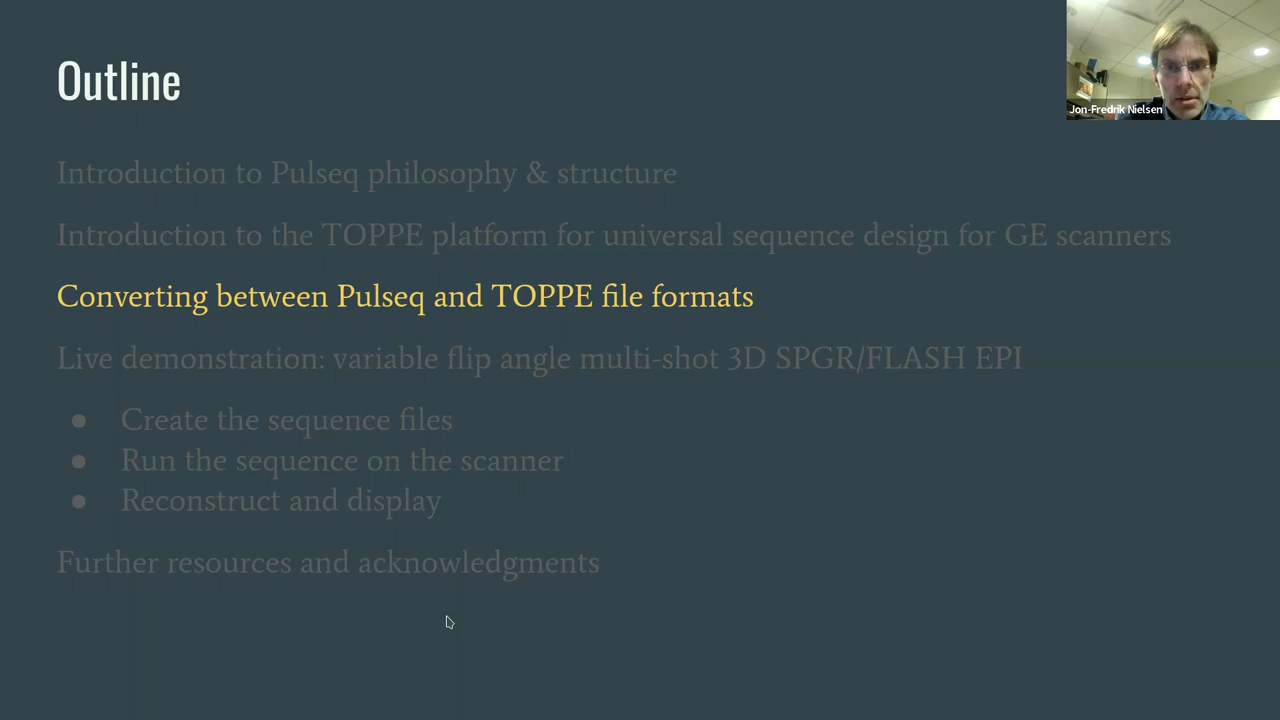 Outline
Jon-Fredrik Nielsen
Introduction to Pulseq philosophy & structure
Introduction to the TOPPE platform for universal sequence design for GE scanners
Converting between Pulseq and TOPPE file formats
Live demonstration: variable flip angle multi-shot 3D SPGR/FLASH EPI
● Create the sequence files
● Run the sequence on the scanner
● Reconstruct and display
Further resources and acknowledgments